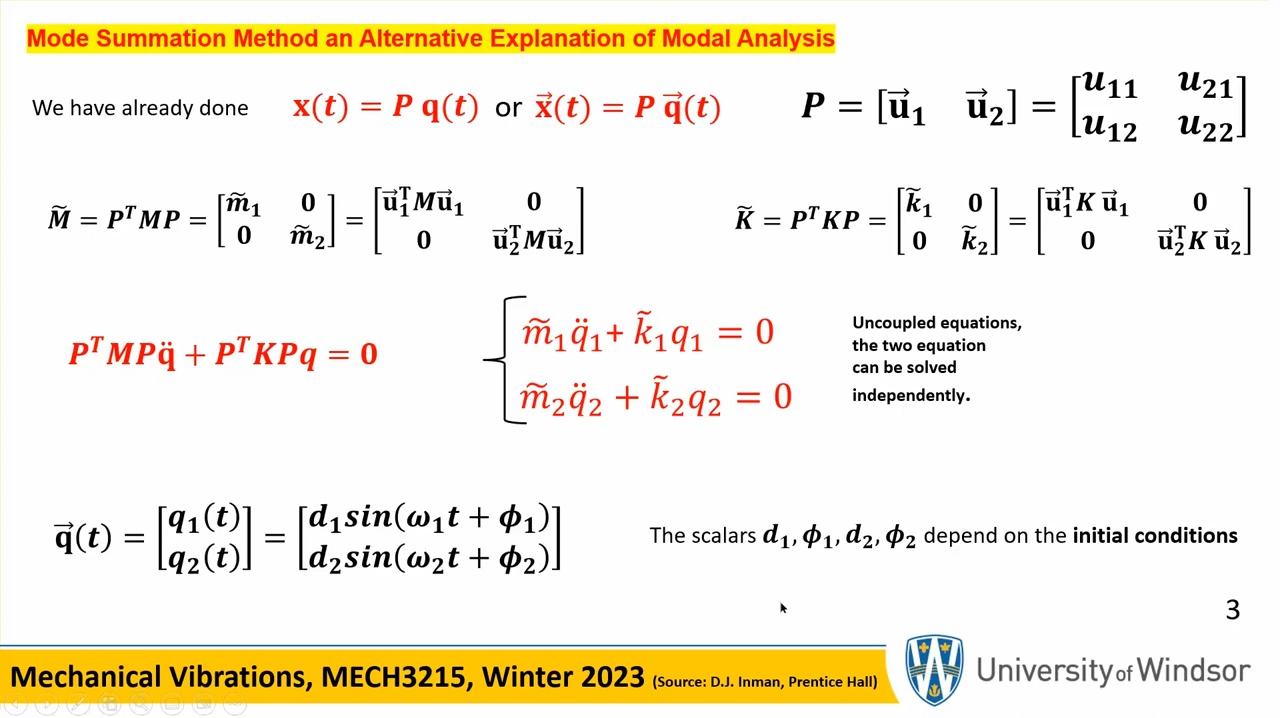 Mode Summation Method an Alternative Explanation of Modal Analysis
We have already done x(t) = P q(t) or x⃗(t) = P q⃗(t)
P = [u⃗₁ u⃗₂] = [u₁₁ u₂₁; u₁₂ u₂₂]
M̃ = PᵀMP = [m̃₁ 0; 0 m̃₂] = [u⃗₁ᵀMu⃗₁ 0; 0 u⃗₂ᵀMu⃗₂]
K̃ = PᵀKP = [k̃₁ 0; 0 k̃₂] = [u⃗₁ᵀK u⃗₁ 0; 0 u⃗₂ᵀK u⃗₂]
PᵀMPq̈ + PᵀKPq = 0
m̃₁q̈₁+ k̃₁q₁ = 0
m̃₂q̈₂ + k̃₂q₂ = 0
Uncoupled equations,
the two equation
can be solved
independently.
q⃗(t) = [q₁(t); q₂(t)] = [d₁sin(ω₁t + ϕ₁); d₂sin(ω₂t + ϕ₂)]
The scalars d₁, ϕ₁, d₂, ϕ₂ depend on the initial conditions
3
Mechanical Vibrations, MECH3215, Winter 2023 (Source: D.J. Inman, Prentice Hall)
University of Windsor